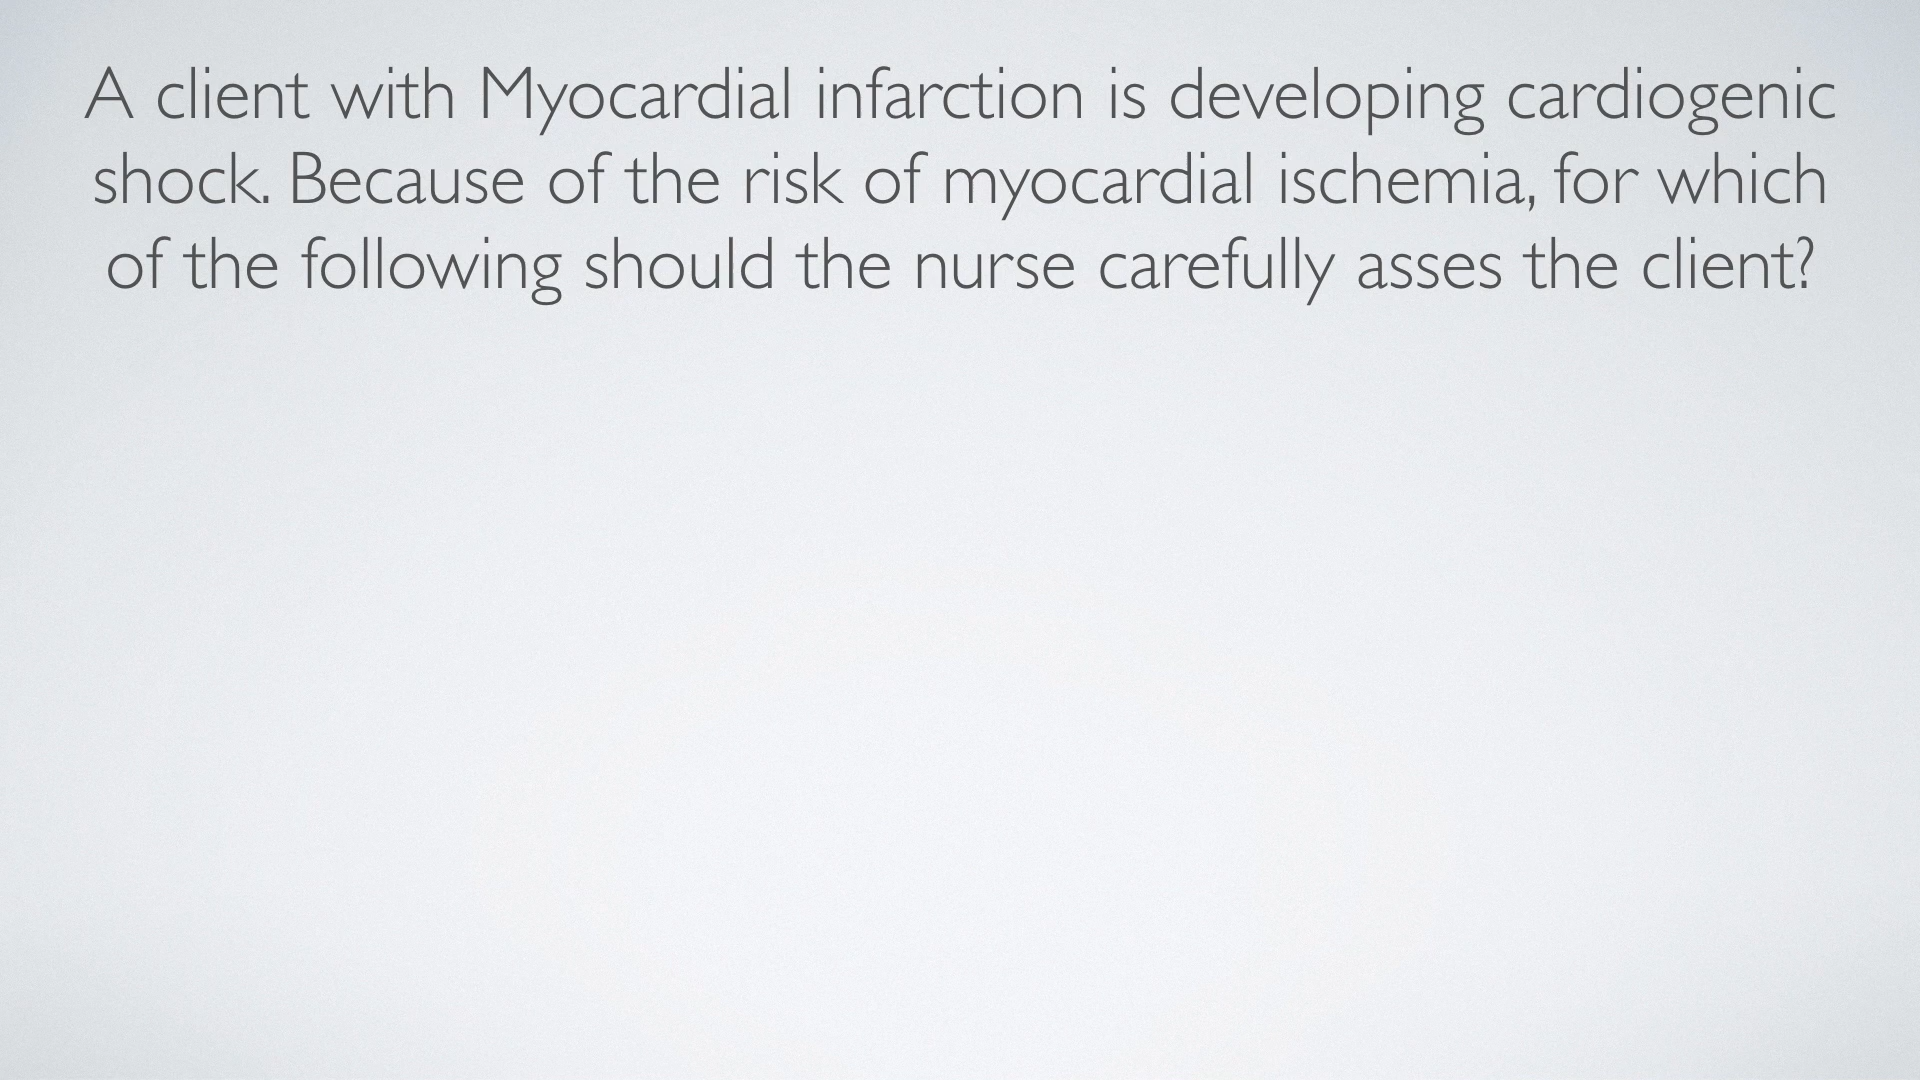 A client with Myocardial infarction is developing cardiogenic
shock. Because of the risk of myocardial ischemia, for which
of the following should the nurse carefully asses the client?